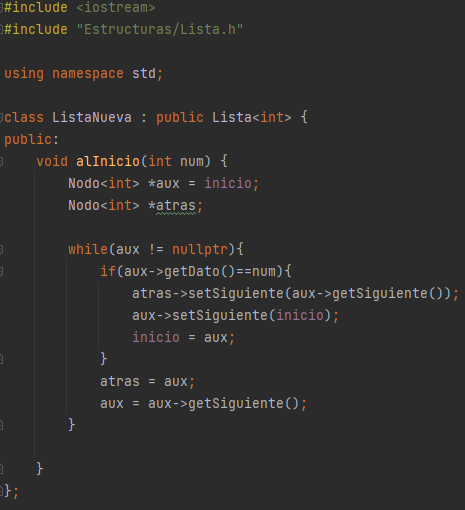 #include <iostream>
#include "Estructuras/Lista.h"

using namespace std;

class ListaNueva : public Lista<int> {
public:
    void alInicio(int num) {
        Nodo<int> *aux = inicio;
        Nodo<int> *atras;

        while(aux != nullptr){
            if(aux->getDato()==num){
                atras->setSiguiente(aux->getSiguiente());
                aux->setSiguiente(inicio);
                inicio = aux;
            }
            atras = aux;
            aux = aux->getSiguiente();
        }

    }
};